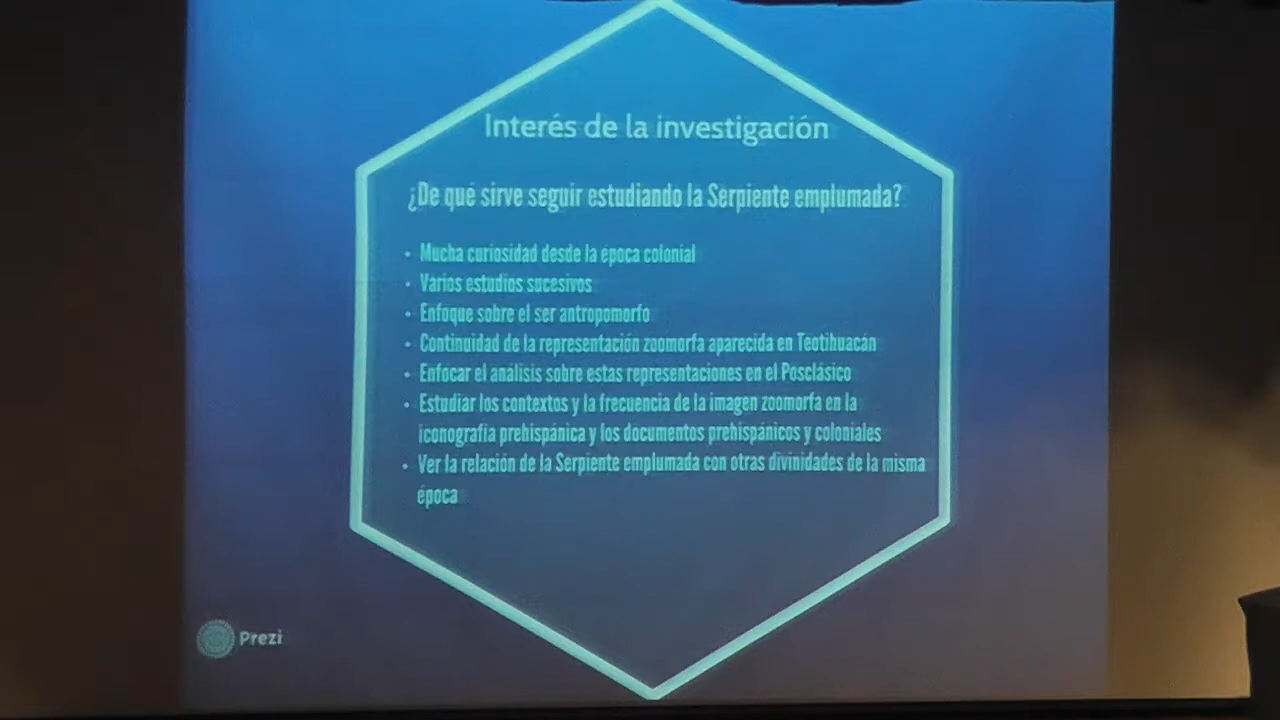 Interés de la investigación
¿De qué sirve seguir estudiando la Serpiente emplumada?
• Mucha curiosidad desde la época colonial
• Varios estudios sucesivos
• Enfoque sobre el ser antropomorfo
• Continuidad de la representación zoomorfa aparecida en Teotihuacán
• Enfocar el análisis sobre estas representaciones en el Posclásico
• Estudiar los contextos y la frecuencia de la imagen zoomorfa en la
iconografía prehispánica y los documentos prehispánicos y coloniales
• Ver la relación de la Serpiente emplumada con otras divinidades de la misma
época
Prezi